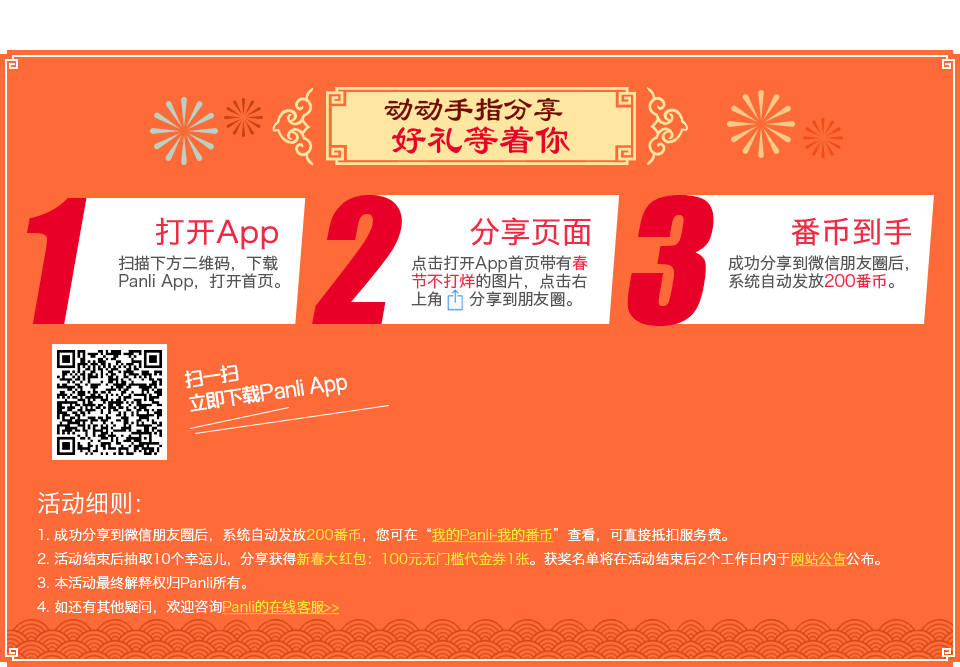 动动手指分享
好礼等着你
1
打开App
扫描下方二维码，下载
Panli App，打开首页。
2
分享页面
点击打开App首页带有春
节不打烊的图片，点击右
上角 分享到朋友圈。
3
番币到手
成功分享到微信朋友圈后，
系统自动发放200番币。
扫一扫
立即下载Panli App
活动细则：
1. 成功分享到微信朋友圈后，系统自动发放200番币，您可在“我的Panli-我的番币”查看，可直接抵扣服务费。
2. 活动结束后抽取10个幸运儿，分享获得新春大红包：100元无门槛代金券1张。获奖名单将在活动结束后2个工作日内于网站公告公布。
3. 本活动最终解释权归Panli所有。
4. 如还有其他疑问，欢迎咨询Panli的在线客服>>